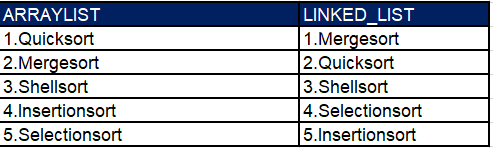 ARRAYLIST LINKED_LIST
1.Quicksort 1.Mergesort
2.Mergesort 2.Quicksort
3.Shellsort 3.Shellsort
4.Insertionsort 4.Selectionsort
5.Selectionsort 5.Insertionsort